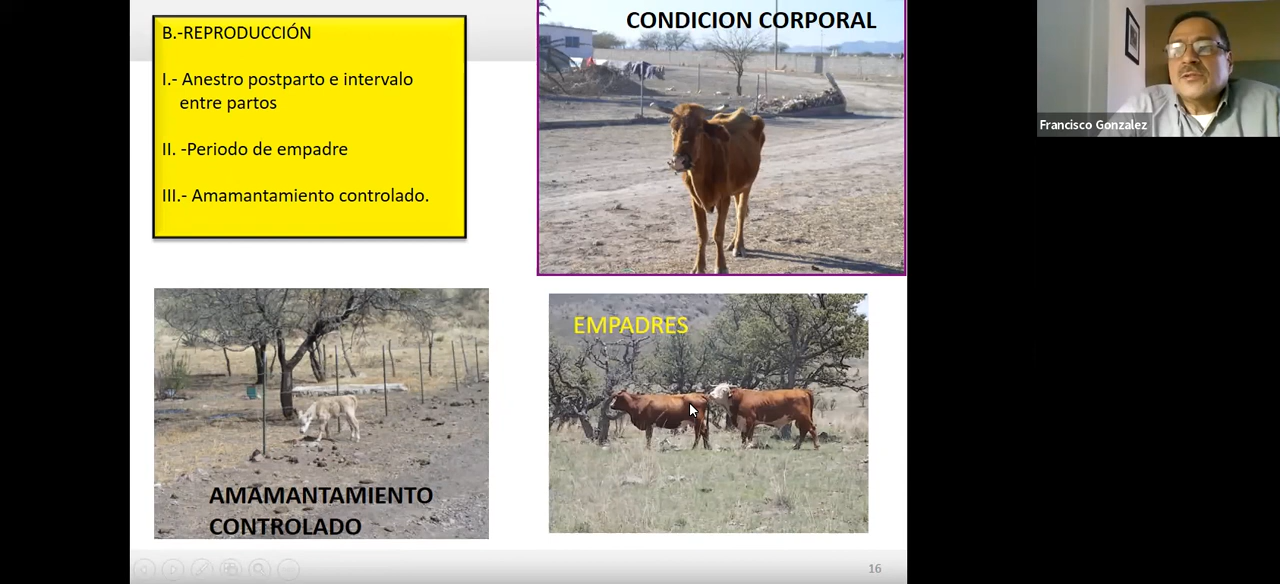 B.-REPRODUCCIÓN
I.- Anestro postparto e intervalo
entre partos
II. -Periodo de empadre
III.- Amamantamiento controlado.
CONDICION CORPORAL
Francisco Gonzalez
AMAMANTAMIENTO
CONTROLADO
EMPADRES
16